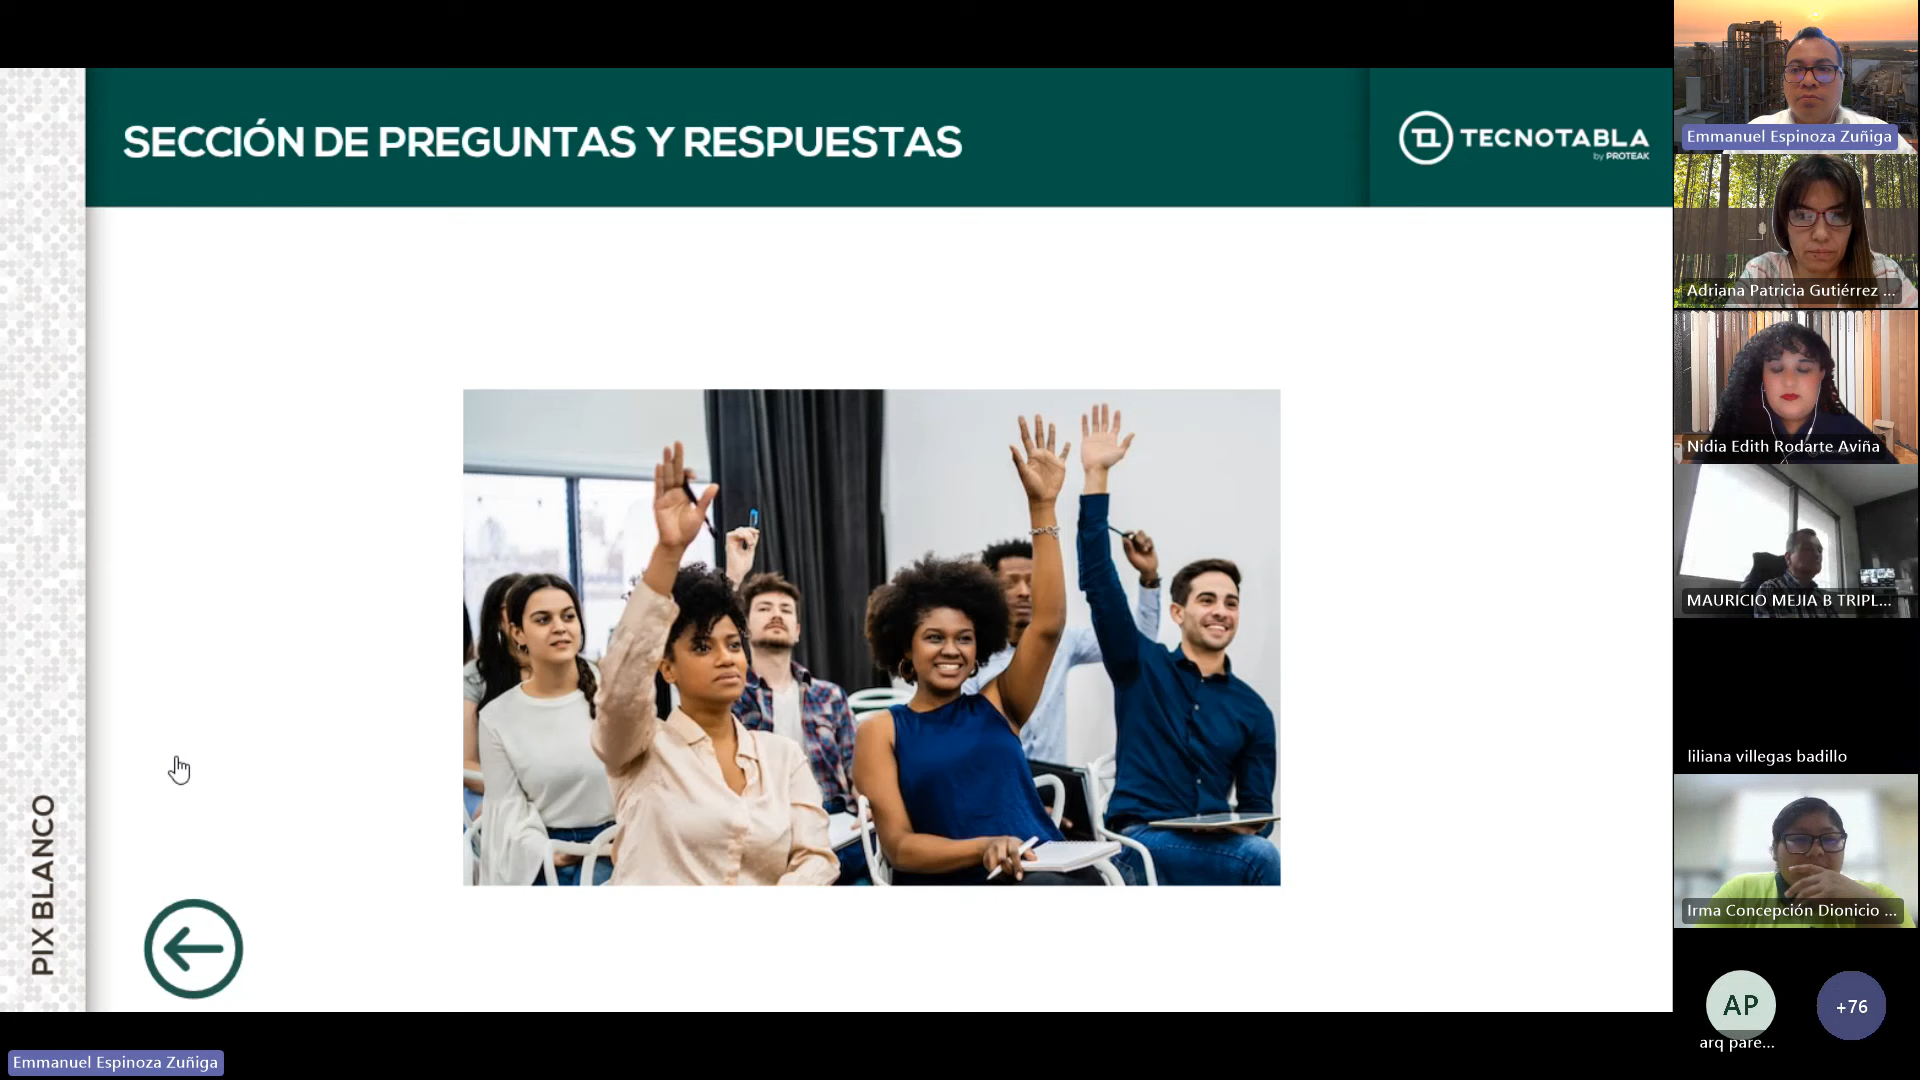 SECCIÓN DE PREGUNTAS Y RESPUESTAS
TECNOTABLA
by PROTEAK
PIX BLANCO
Emmanuel Espinoza Zuñiga
Adriana Patricia Gutiérrez ...
Nidia Edith Rodarte Aviña
MAURICIO MEJIA B TRIPL...
liliana villegas badillo
Irma Concepción Dionicio ...
AP
arq pare...
+76
Emmanuel Espinoza Zuñiga